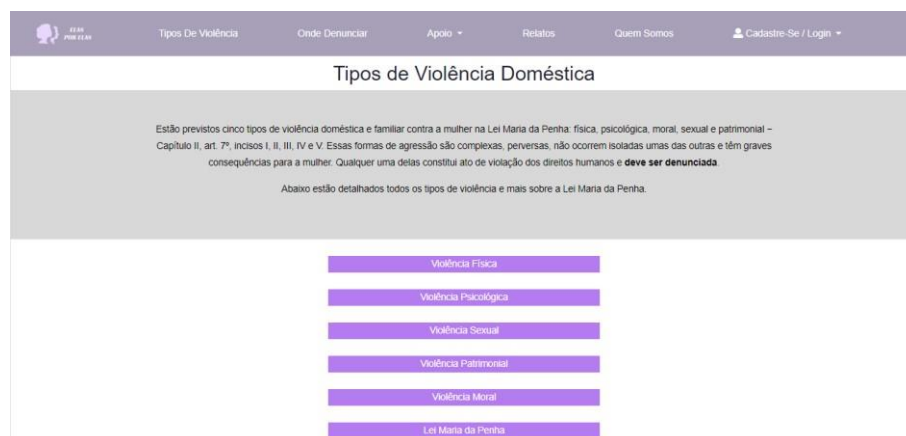 ELAS
POR ELAS
Tipos De Violência
Onde Denunciar
Apoio
Relatos
Quem Somos
Cadastre-Se / Login
Tipos de Violência Doméstica
Estão previstos cinco tipos de violência doméstica e familiar contra a mulher na Lei Maria da Penha: física, psicológica, moral, sexual e patrimonial –
Capítulo II, art. 7º, incisos I, II, III, IV e V. Essas formas de agressão são complexas, perversas, não ocorrem isoladas umas das outras e têm graves
consequências para a mulher. Qualquer uma delas constitui ato de violação dos direitos humanos e deve ser denunciada.
Abaixo estão detalhados todos os tipos de violência e mais sobre a Lei Maria da Penha.
Violência Física
Violência Psicológica
Violência Sexual
Violência Patrimonial
Violência Moral
Lei Maria da Penha